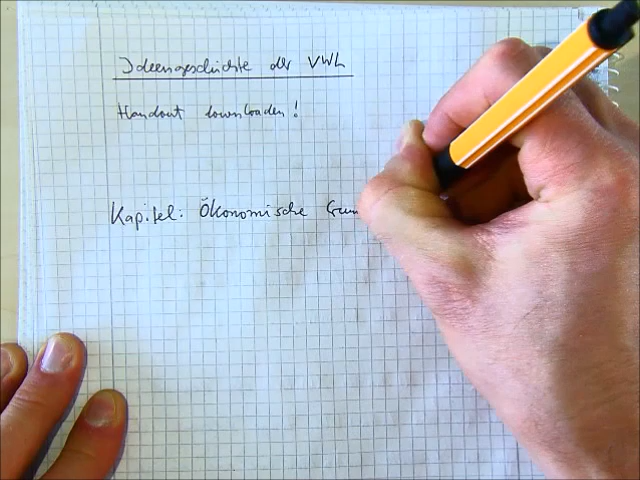 Ideengeschichte der VWL
Handout downloaden!
Kapitel: Ökonomische